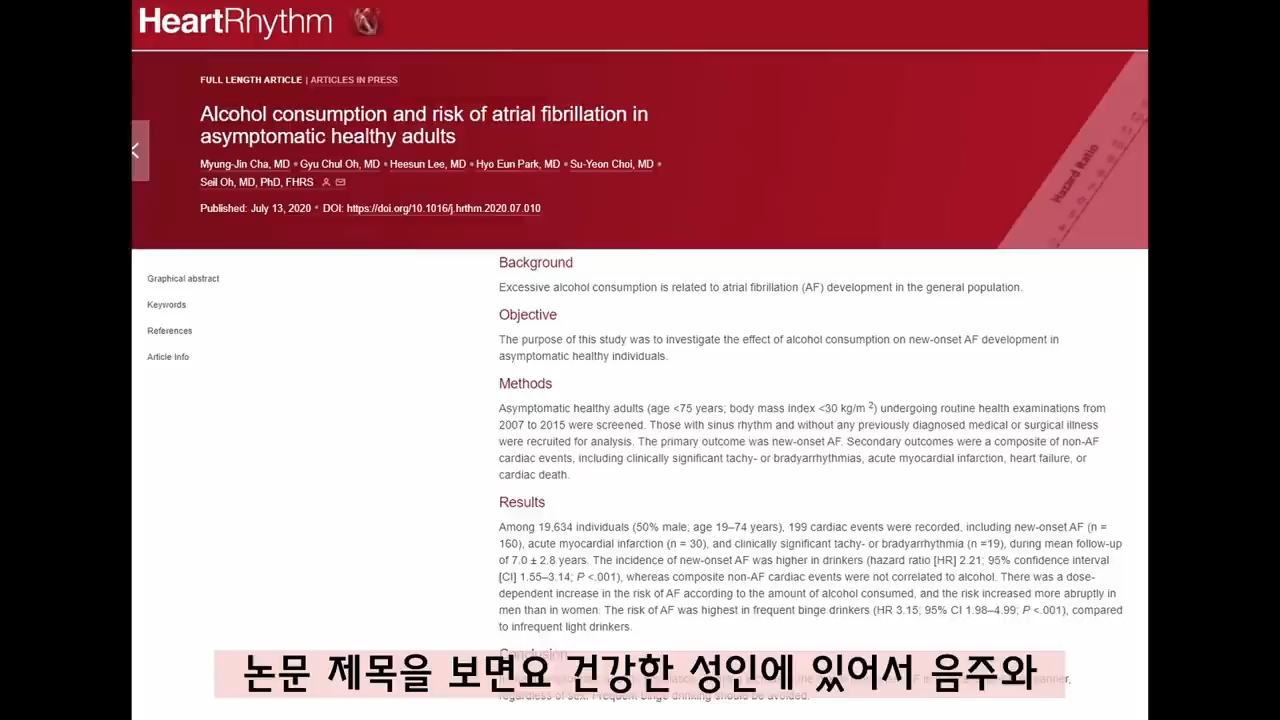 HeartRhythm
FULL LENGTH ARTICLE | ARTICLES IN PRESS
Alcohol consumption and risk of atrial fibrillation in
asymptomatic healthy adults
Myung-Jin Cha, MD • Gyu Chul Oh, MD • Heesun Lee, MD • Hyo Eun Park, MD • Su-Yeon Choi, MD •
Seil Oh, MD, PhD, FHRS
Published: July 13, 2020 • DOI: https://doi.org/10.1016/j.hrthm.2020.07.010
Hazard Ratio
Graphical abstract
Keywords
References
Article Info
Background
Excessive alcohol consumption is related to atrial fibrillation (AF) development in the general population.
Objective
The purpose of this study was to investigate the effect of alcohol consumption on new-onset AF development in
asymptomatic healthy individuals.
Methods
Asymptomatic healthy adults (age <75 years; body mass index <30 kg/m 2) undergoing routine health examinations from
2007 to 2015 were screened. Those with sinus rhythm and without any previously diagnosed medical or surgical illness
were recruited for analysis. The primary outcome was new-onset AF. Secondary outcomes were a composite of non-AF
cardiac events, including clinically significant tachy- or bradyarrhythmias, acute myocardial infarction, heart failure, or
cardiac death.
Results
Among 19,634 individuals (50% male; age 19–74 years), 199 cardiac events were recorded, including new-onset AF (n =
160), acute myocardial infarction (n = 30), and clinically significant tachy- or bradyarrhythmia (n =19), during mean follow-up
of 7.0 ± 2.8 years. The incidence of new-onset AF was higher in drinkers (hazard ratio [HR] 2.21; 95% confidence interval
[CI] 1.55–3.14; P <.001), whereas composite non-AF cardiac events were not correlated to alcohol. There was a dose-
dependent increase in the risk of AF according to the amount of alcohol consumed, and the risk increased more abruptly in
men than in women. The risk of AF was highest in frequent binge drinkers (HR 3.15; 95% CI 1.98–4.99; P <.001), compared
to infrequent light drinkers.
Conclusion
논문 제목을 보면요 건강한 성인에 있어서 음주와
regardless of sex. Frequent binge drinking should be avoided.